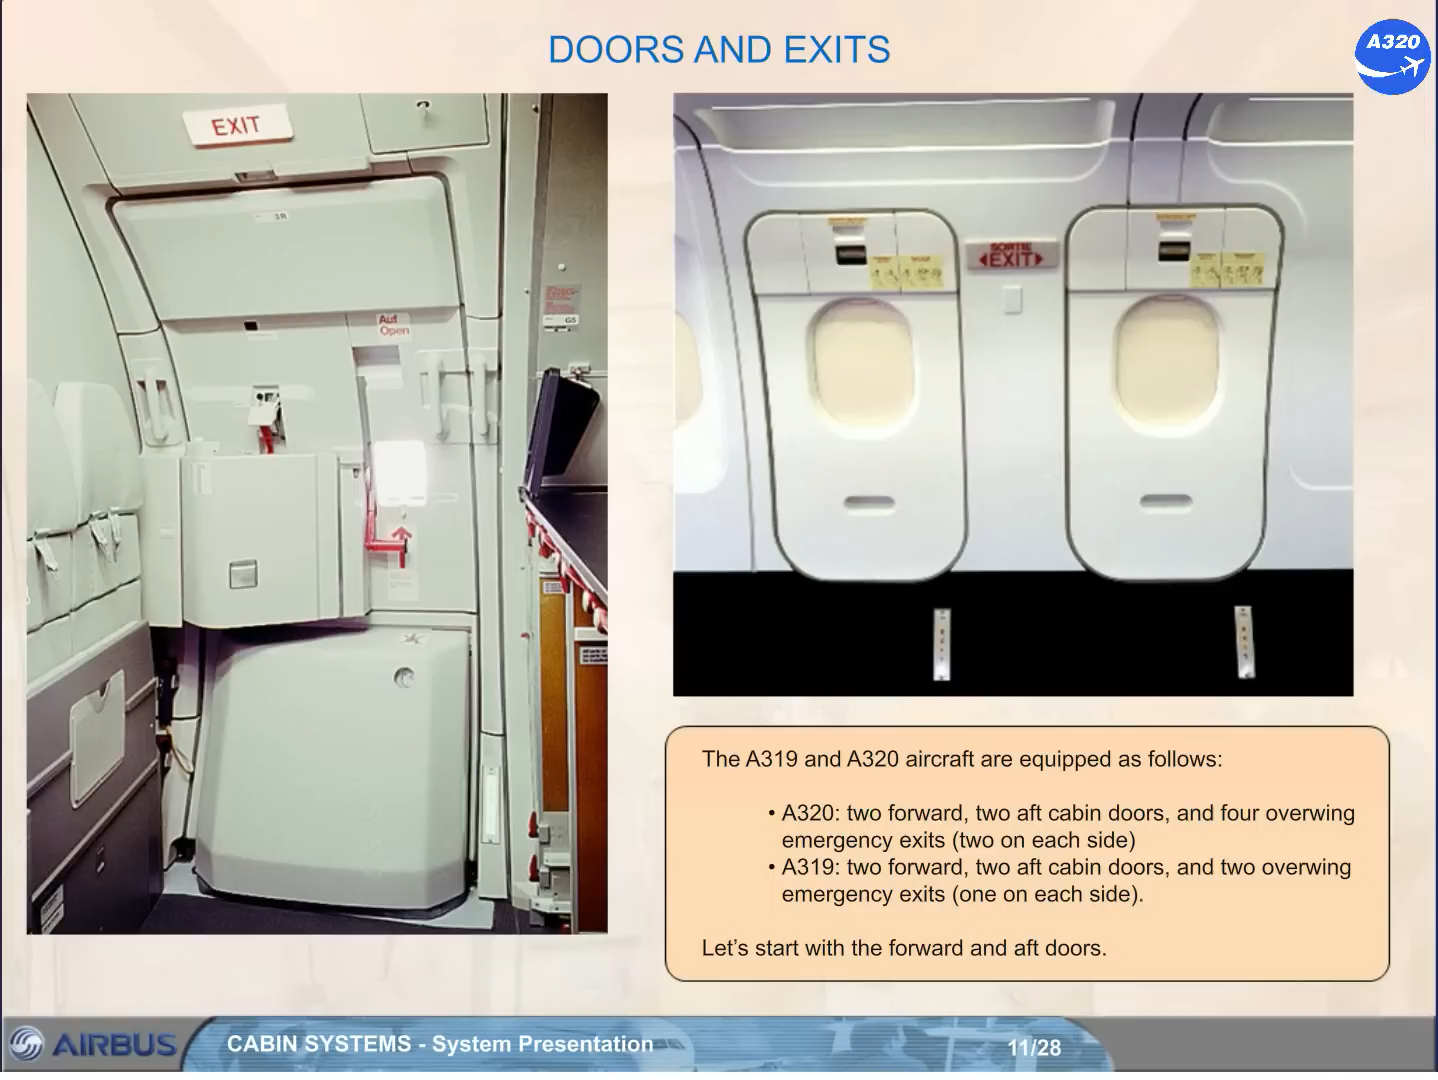 DOORS AND EXITS
A320
EXIT
1R
Auf
Open
G5
SORTIE
EXIT
The A319 and A320 aircraft are equipped as follows:
• A320: two forward, two aft cabin doors, and four overwing
emergency exits (two on each side)
• A319: two forward, two aft cabin doors, and two overwing
emergency exits (one on each side).
Let’s start with the forward and aft doors.
AIRBUS
CABIN SYSTEMS - System Presentation
11/28